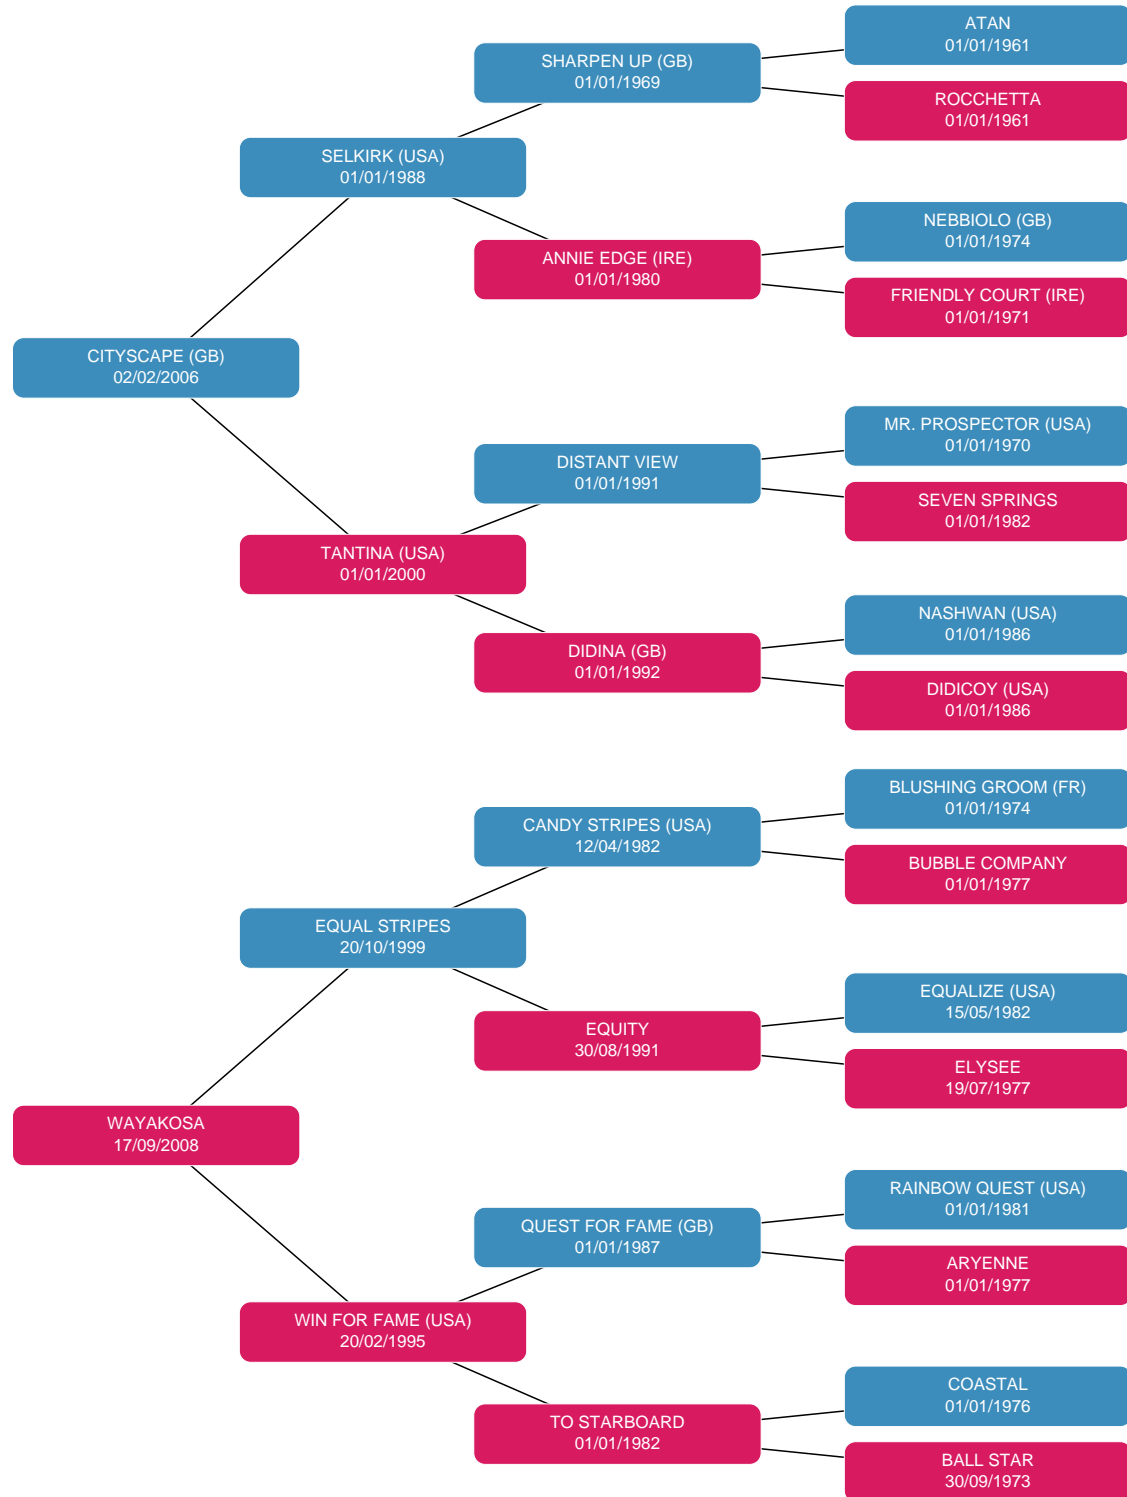 ATAN
01/01/1961
SHARPEN UP (GB)
01/01/1969
ROCCHETTA
01/01/1961
SELKIRK (USA)
01/01/1988
NEBBIOLO (GB)
01/01/1974
ANNIE EDGE (IRE)
01/01/1980
FRIENDLY COURT (IRE)
01/01/1971
CITYSCAPE (GB)
02/02/2006
MR. PROSPECTOR (USA)
01/01/1970
DISTANT VIEW
01/01/1991
SEVEN SPRINGS
01/01/1982
TANTINA (USA)
01/01/2000
NASHWAN (USA)
01/01/1986
DIDINA (GB)
01/01/1992
DIDICOY (USA)
01/01/1986
BLUSHING GROOM (FR)
01/01/1974
CANDY STRIPES (USA)
12/04/1982
BUBBLE COMPANY
01/01/1977
EQUAL STRIPES
20/10/1999
EQUALIZE (USA)
15/05/1982
EQUITY
30/08/1991
ELYSEE
19/07/1977
WAYAKOSA
17/09/2008
RAINBOW QUEST (USA)
01/01/1981
QUEST FOR FAME (GB)
01/01/1987
ARYENNE
01/01/1977
WIN FOR FAME (USA)
20/02/1995
COASTAL
01/01/1976
TO STARBOARD
01/01/1982
BALL STAR
30/09/1973